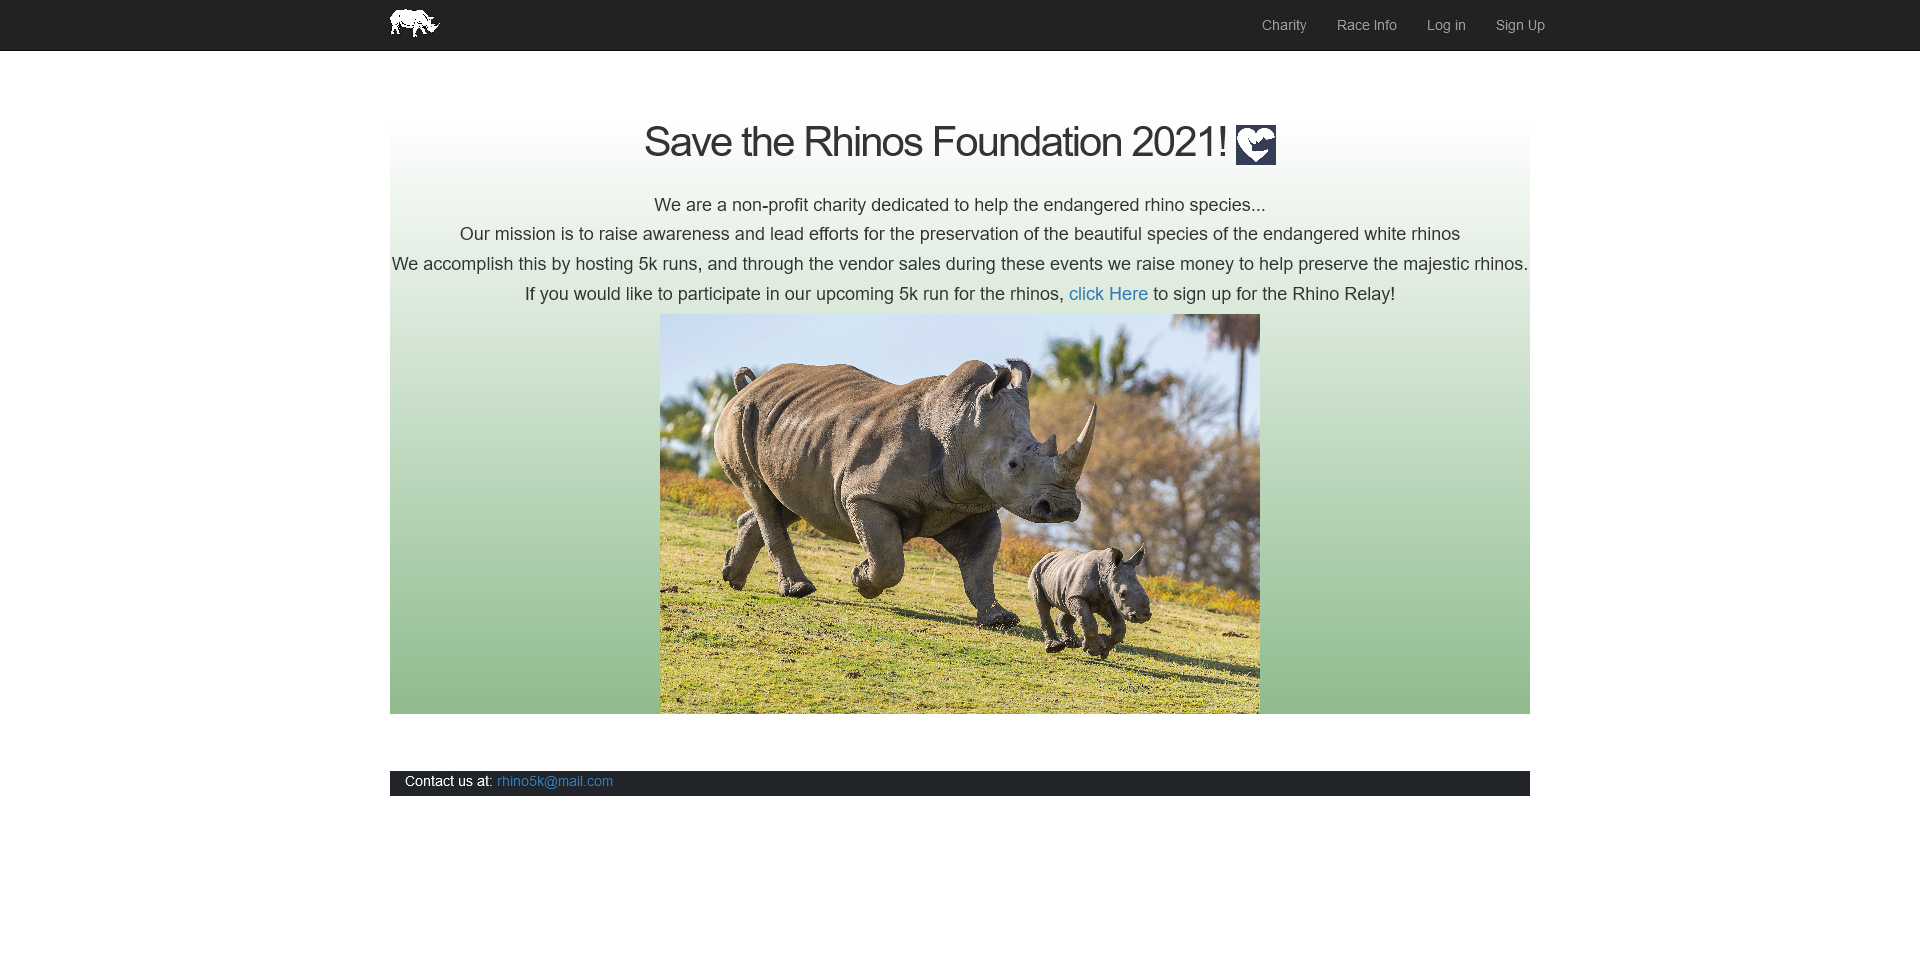 Charity Race Info Log in Sign Up
Save the Rhinos Foundation 2021!
We are a non-profit charity dedicated to help the endangered rhino species...
Our mission is to raise awareness and lead efforts for the preservation of the beautiful species of the endangered white rhinos
We accomplish this by hosting 5k runs, and through the vendor sales during these events we raise money to help preserve the majestic rhinos.
If you would like to participate in our upcoming 5k run for the rhinos, click Here to sign up for the Rhino Relay!
Contact us at: rhino5k@mail.com